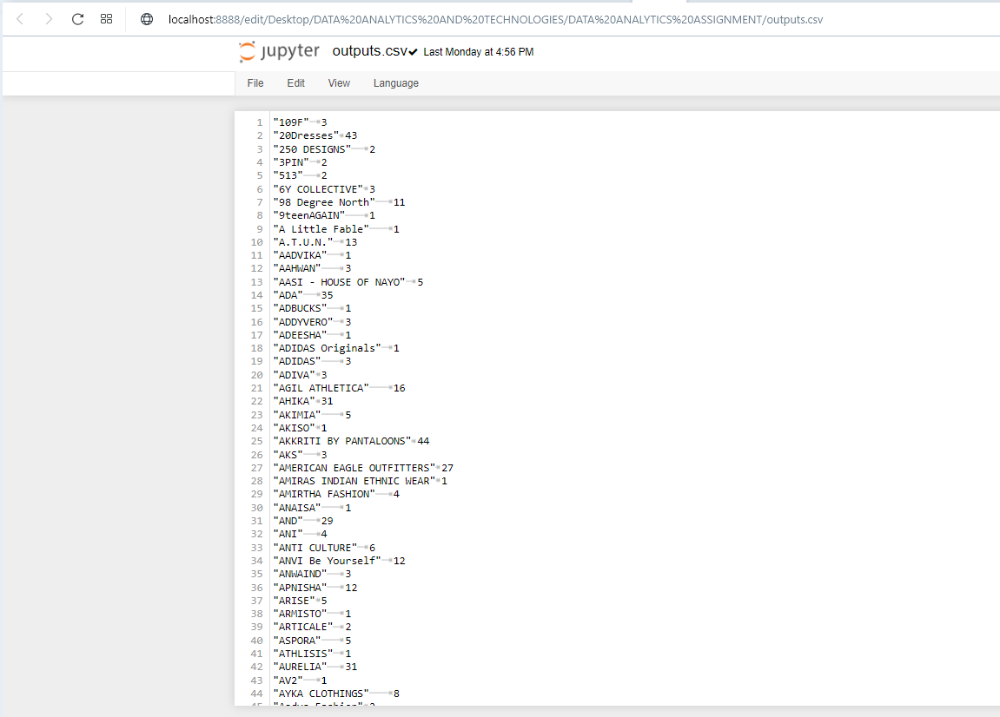 localhost:8888/edit/Desktop/DATA%20ANALYTICS%20AND%20TECHNOLOGIES/DATA%20ANALYTICS%20ASSIGNMENT/outputs.csv
jupyter outputs.csv✔ Last Monday at 4:56 PM
File Edit View Language
1 "109F" 3
2 "20Dresses" 43
3 "250 DESIGNS" 2
4 "3PIN" 2
5 "513" 2
6 "6Y COLLECTIVE" 3
7 "98 Degree North" 11
8 "9teenAGAIN" 1
9 "A Little Fable" 1
10 "A.T.U.N." 13
11 "AADVIKA" 1
12 "AAHWAN" 3
13 "AASI - HOUSE OF NAYO" 5
14 "ADA" 35
15 "ADBUCKS" 1
16 "ADDYVERO" 3
17 "ADEESHA" 1
18 "ADIDAS Originals" 1
19 "ADIDAS" 3
20 "ADIVA" 3
21 "AGIL ATHLETICA" 16
22 "AHIKA" 31
23 "AKIMIA" 5
24 "AKISO" 1
25 "AKKRITI BY PANTALOONS" 44
26 "AKS" 3
27 "AMERICAN EAGLE OUTFITTERS" 27
28 "AMIRAS INDIAN ETHNIC WEAR" 1
29 "AMIRTHA FASHION" 4
30 "ANAISA" 1
31 "AND" 29
32 "ANI" 4
33 "ANTI CULTURE" 6
34 "ANVI Be Yourself" 12
35 "ANWAIND" 3
36 "APNISHA" 12
37 "ARISE" 5
38 "ARMISTO" 1
39 "ARTICALE" 2
40 "ASPORA" 5
41 "ATHLISIS" 1
42 "AURELIA" 31
43 "AV2" 1
44 "AYKA CLOTHINGS" 8